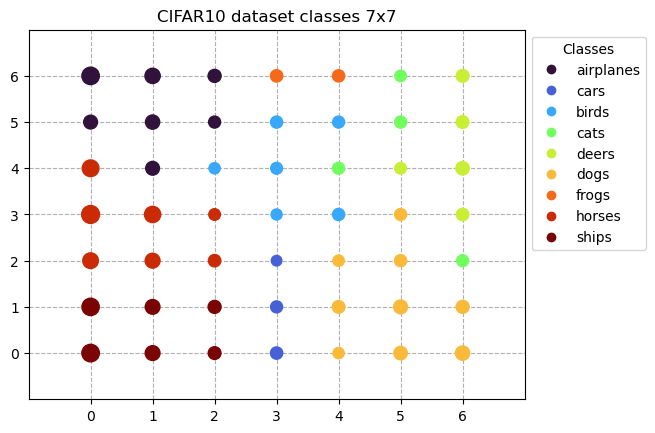 CIFAR10 dataset classes 7x7
Classes
airplanes
cars
birds
cats
deers
dogs
frogs
horses
ships
6
5
4
3
2
1
0
0 1 2 3 4 5 6